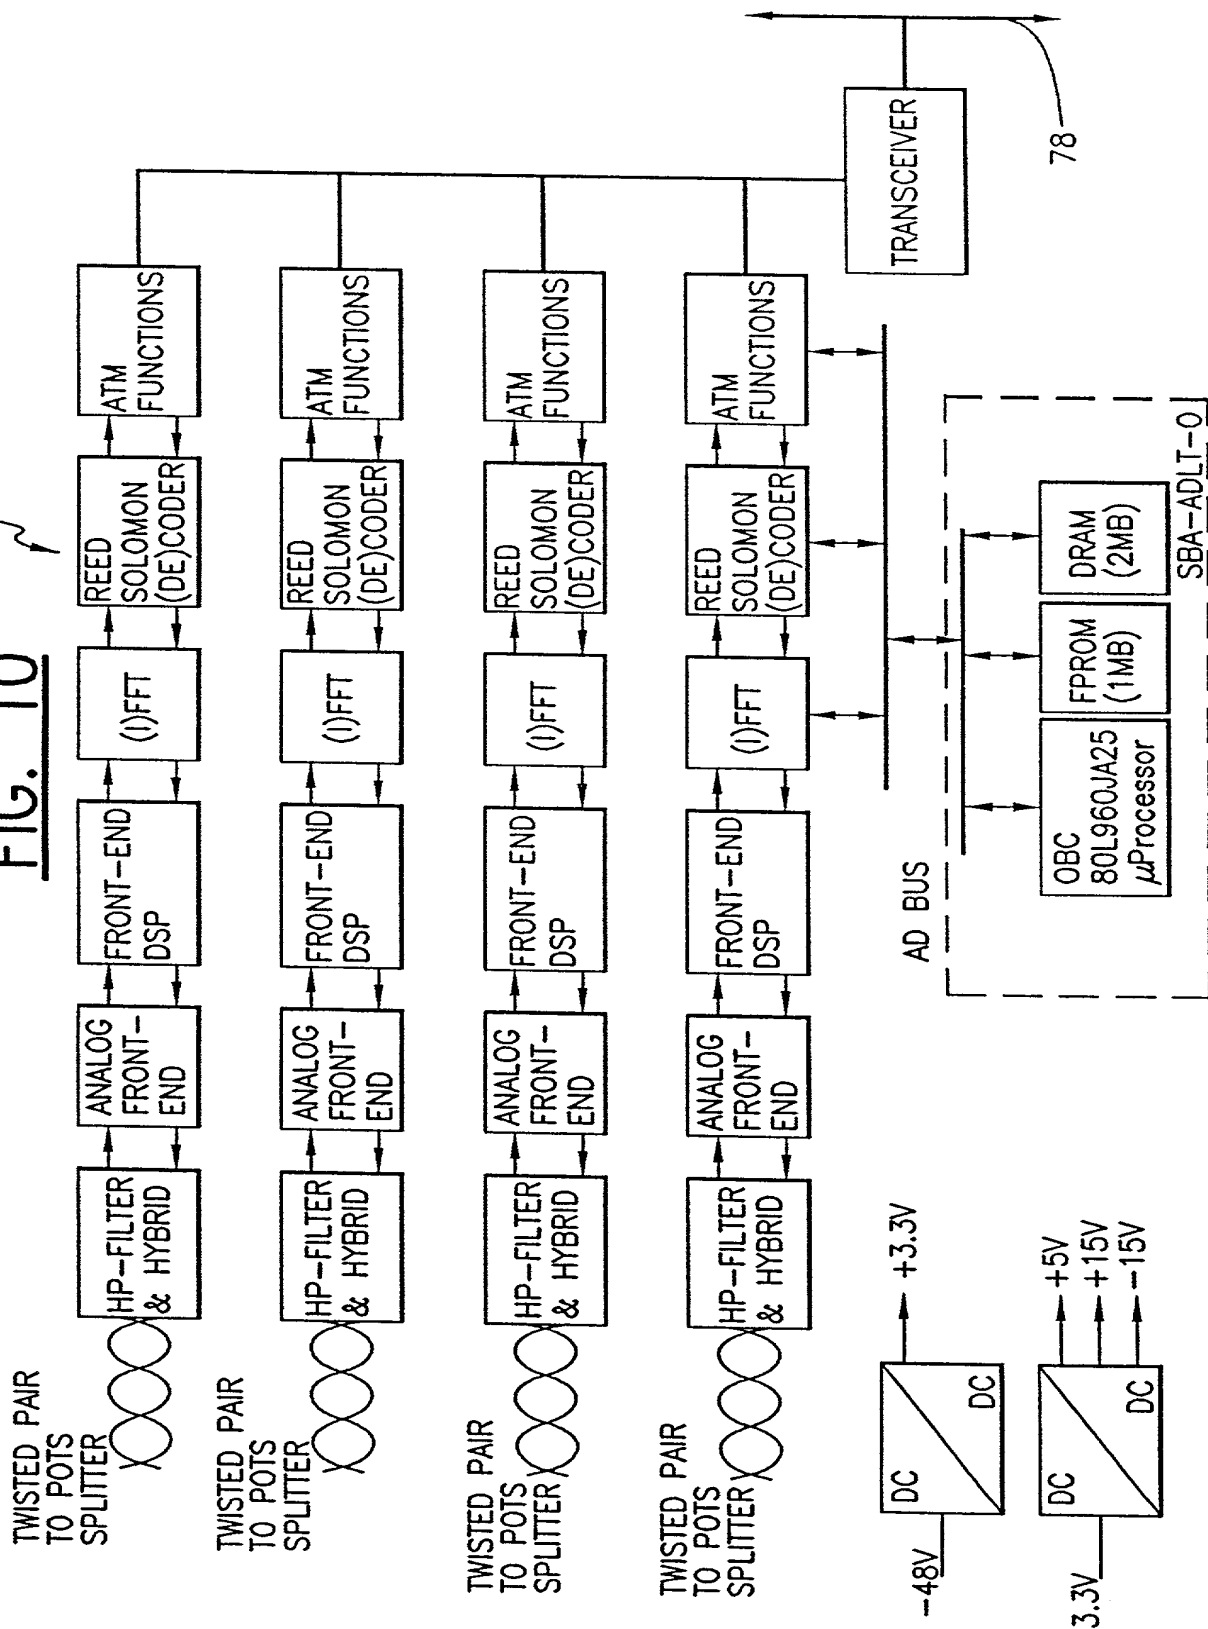 FIG. 10
TWISTED PAIR
TO POTS
SPLITTER
HP-FILTER
& HYBRID
ANALOG
FRONT-
END
FRONT-END
DSP
(I)FFT
REED
SOLOMON
(DE)CODER
ATM
FUNCTIONS
TWISTED PAIR
TO POTS
SPLITTER
HP-FILTER
& HYBRID
ANALOG
FRONT-
END
FRONT-END
DSP
(I)FFT
REED
SOLOMON
(DE)CODER
ATM
FUNCTIONS
TWISTED PAIR
TO POTS
SPLITTER
HP-FILTER
& HYBRID
ANALOG
FRONT-
END
FRONT-END
DSP
(I)FFT
REED
SOLOMON
(DE)CODER
ATM
FUNCTIONS
TWISTED PAIR
TO POTS
SPLITTER
HP-FILTER
& HYBRID
ANALOG
FRONT-
END
FRONT-END
DSP
(I)FFT
REED
SOLOMON
(DE)CODER
ATM
FUNCTIONS
TRANSCEIVER
78
-48V
DC
DC
+3.3V
3.3V
DC
DC
+5V
+15V
-15V
AD BUS
OBC
80L960JA25
µProcessor
FPROM
(1MB)
DRAM
(2MB)
SBA-ADLT-O